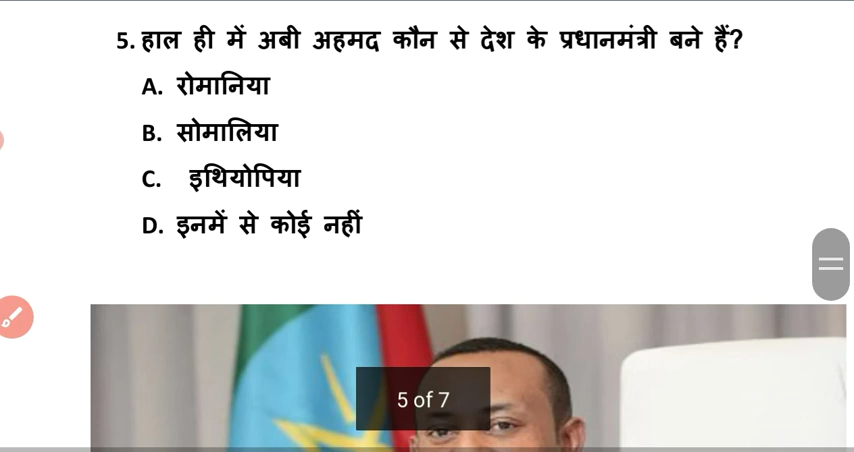 5. हाल ही में अबी अहमद कौन से देश के प्रधानमंत्री बने हैं?
A. रोमानिया
B. सोमालिया
C. इथियोपिया
D. इनमें से कोई नहीं
5 of 7